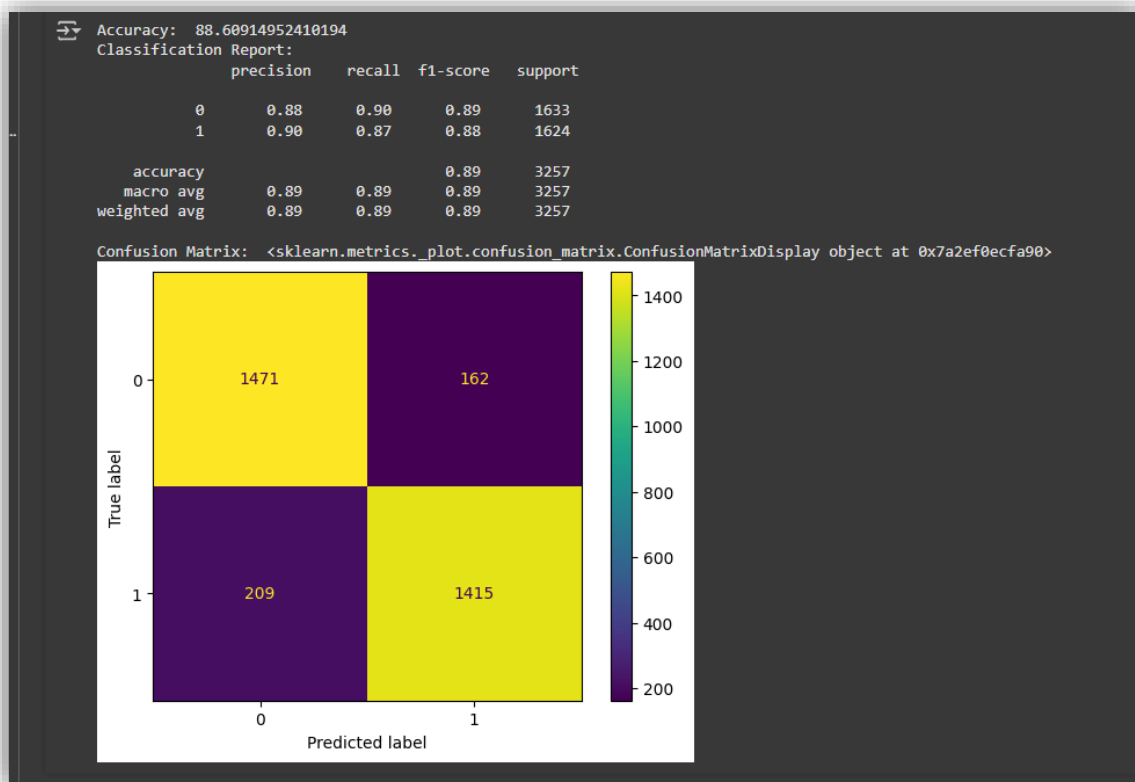 Accuracy:  88.60914952410194
Classification Report:
              precision    recall  f1-score   support
           0       0.88      0.90      0.89      1633
           1       0.90      0.87      0.88      1624
    accuracy                           0.89      3257
   macro avg       0.89      0.89      0.89      3257
weighted avg       0.89      0.89      0.89      3257
Confusion Matrix:  <sklearn.metrics._plot.confusion_matrix.ConfusionMatrixDisplay object at 0x7a2ef0ecfa90>
1400
0 1471 162
1200
1000
True label
800
600
1 209 1415
400
200
0 1
Predicted label